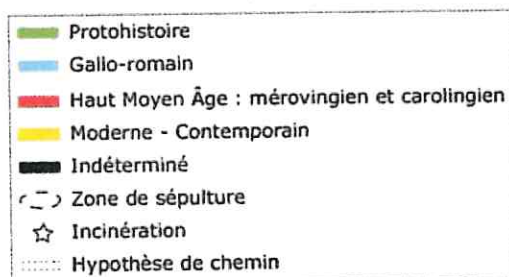 Protohistoire
Gallo-romain
Haut Moyen Âge : mérovingien et carolingien
Moderne - Contemporain
Indéterminé
Zone de sépulture
Incinération
Hypothèse de chemin